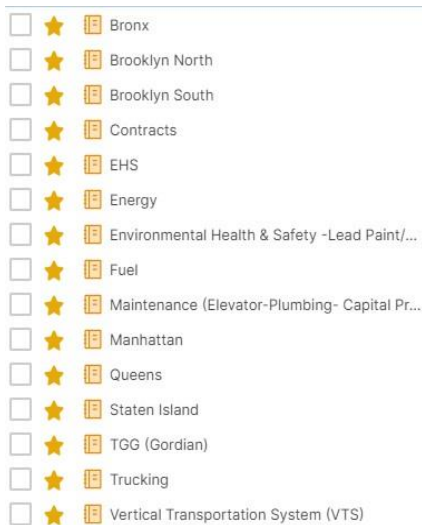 Bronx
Brooklyn North
Brooklyn South
Contracts
EHS
Energy
Environmental Health & Safety -Lead Paint/...
Fuel
Maintenance (Elevator-Plumbing- Capital Pr...
Manhattan
Queens
Staten Island
TGG (Gordian)
Trucking
Vertical Transportation System (VTS)